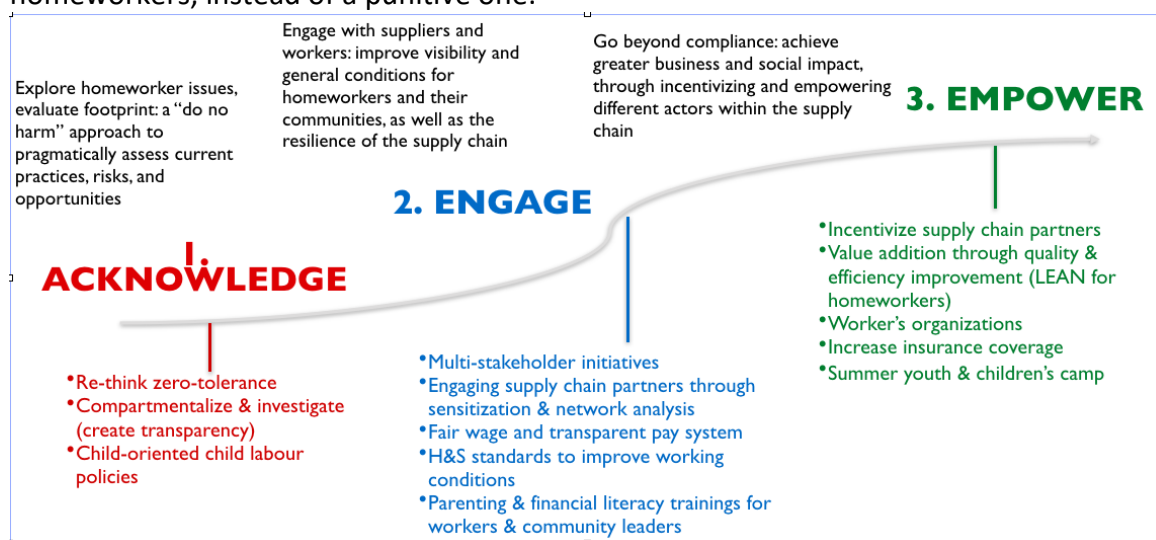 homeworkers, instead of a punitive one.
Explore homeworker issues,
evaluate footprint: a “do no
harm” approach to
pragmatically assess current
practices, risks, and
opportunities
1.
ACKNOWLEDGE
•Re-think zero-tolerance
•Compartmentalize & investigate
(create transparency)
•Child-oriented child labour
policies
Engage with suppliers and
workers: improve visibility and
general conditions for
homeworkers and their
communities, as well as the
resilience of the supply chain
2. ENGAGE
•Multi-stakeholder initiatives
•Engaging supply chain partners through
sensitization & network analysis
•Fair wage and transparent pay system
•H&S standards to improve working
conditions
•Parenting & financial literacy trainings for
workers & community leaders
Go beyond compliance: achieve
greater business and social impact,
through incentivizing and empowering
different actors within the supply
chain
3. EMPOWER
•Incentivize supply chain partners
•Value addition through quality &
efficiency improvement (LEAN for
homeworkers)
•Worker’s organizations
•Increase insurance coverage
•Summer youth & children’s camp